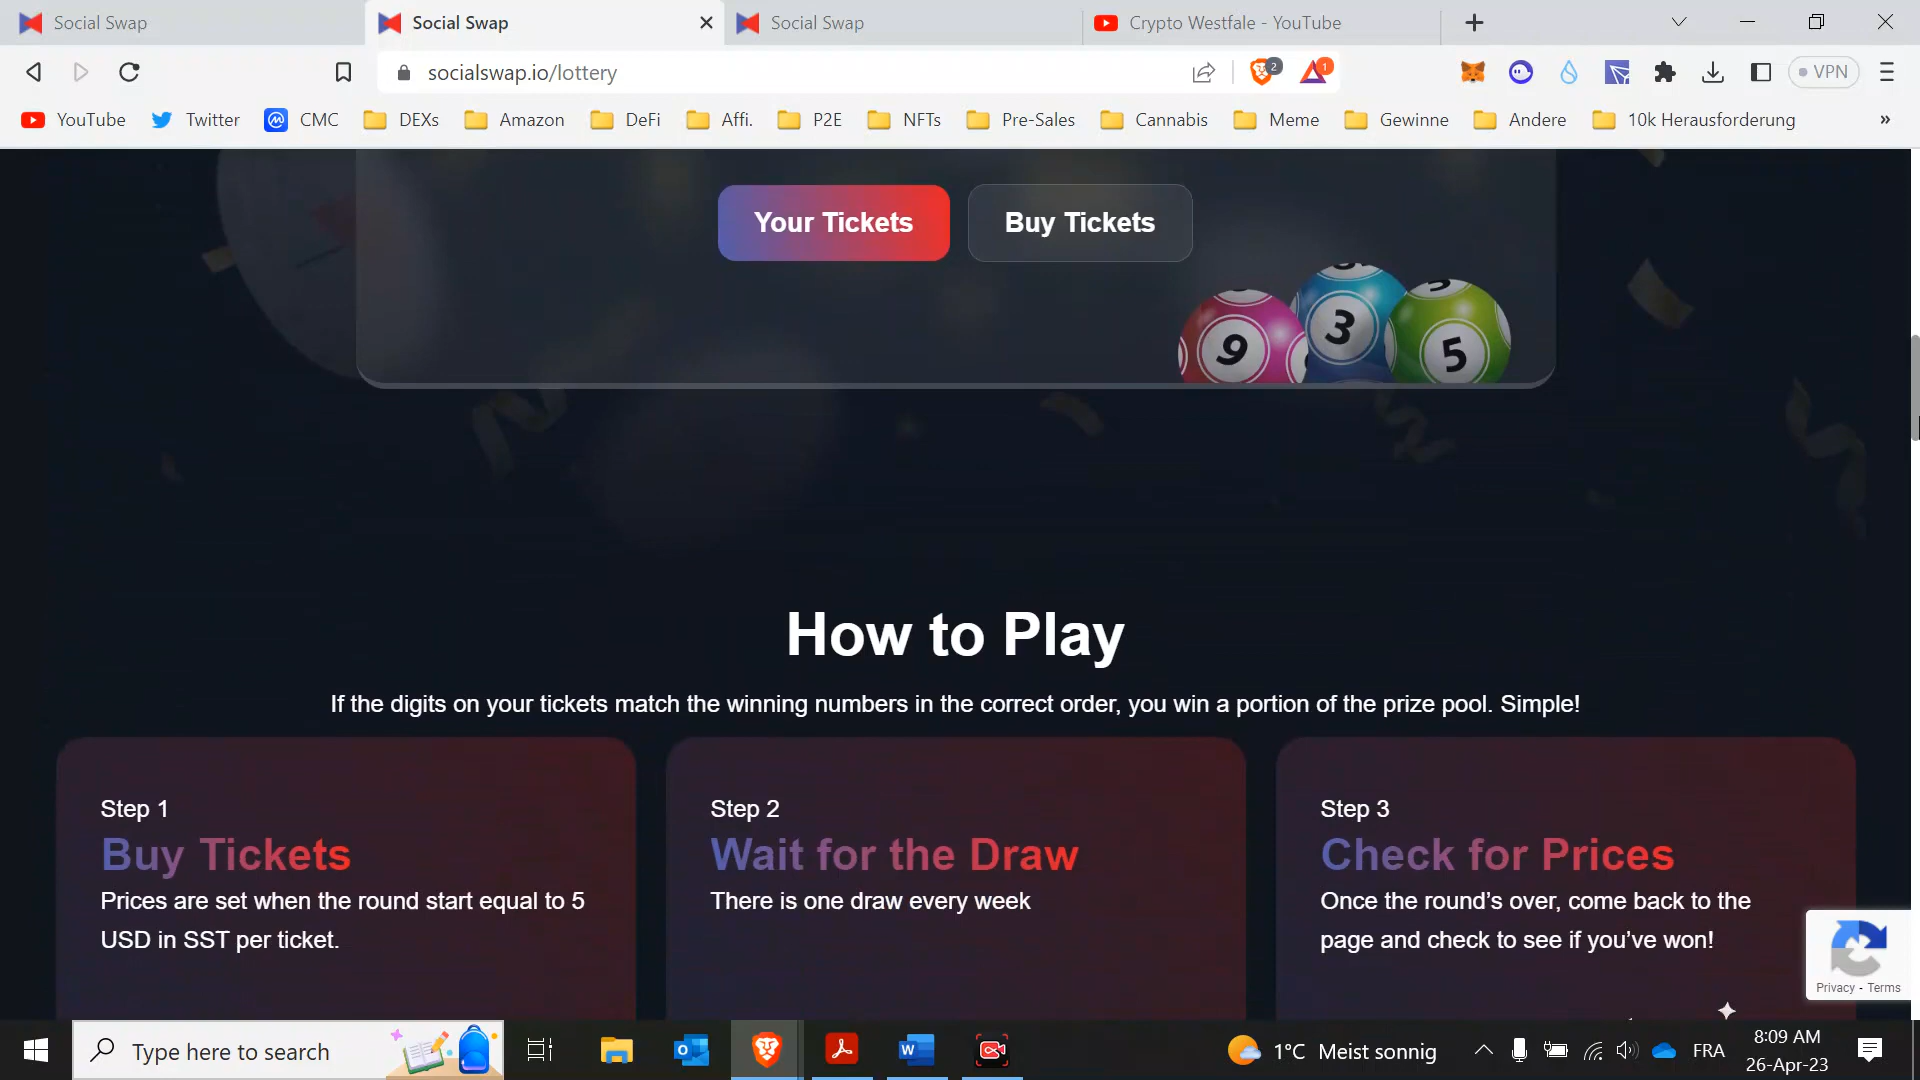 Social Swap
Social Swap
Social Swap
Crypto Westfale - YouTube
socialswap.io/lottery
2
1
VPN
YouTube
Twitter
CMC
DEXs
Amazon
DeFi
Affi.
P2E
NFTs
Pre-Sales
Cannabis
Meme
Gewinne
Andere
10k Herausforderung
»
Your Tickets
Buy Tickets
9
3
5
How to Play
If the digits on your tickets match the winning numbers in the correct order, you win a portion of the prize pool. Simple!
Step 1
Buy Tickets
Prices are set when the round start equal to 5
USD in SST per ticket.
Step 2
Wait for the Draw
There is one draw every week
Step 3
Check for Prices
Once the round’s over, come back to the
page and check to see if you’ve won!
Privacy - Terms
Type here to search
1°C Meist sonnig
FRA
8:09 AM
26-Apr-23